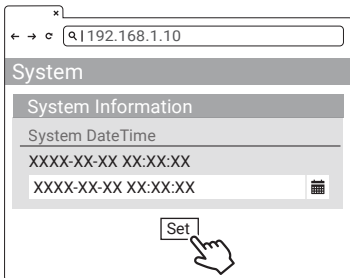 192.168.1.10
System
System Information
System DateTime
XXXX-XX-XX XX:XX:XX
XXXX-XX-XX XX:XX:XX
Set